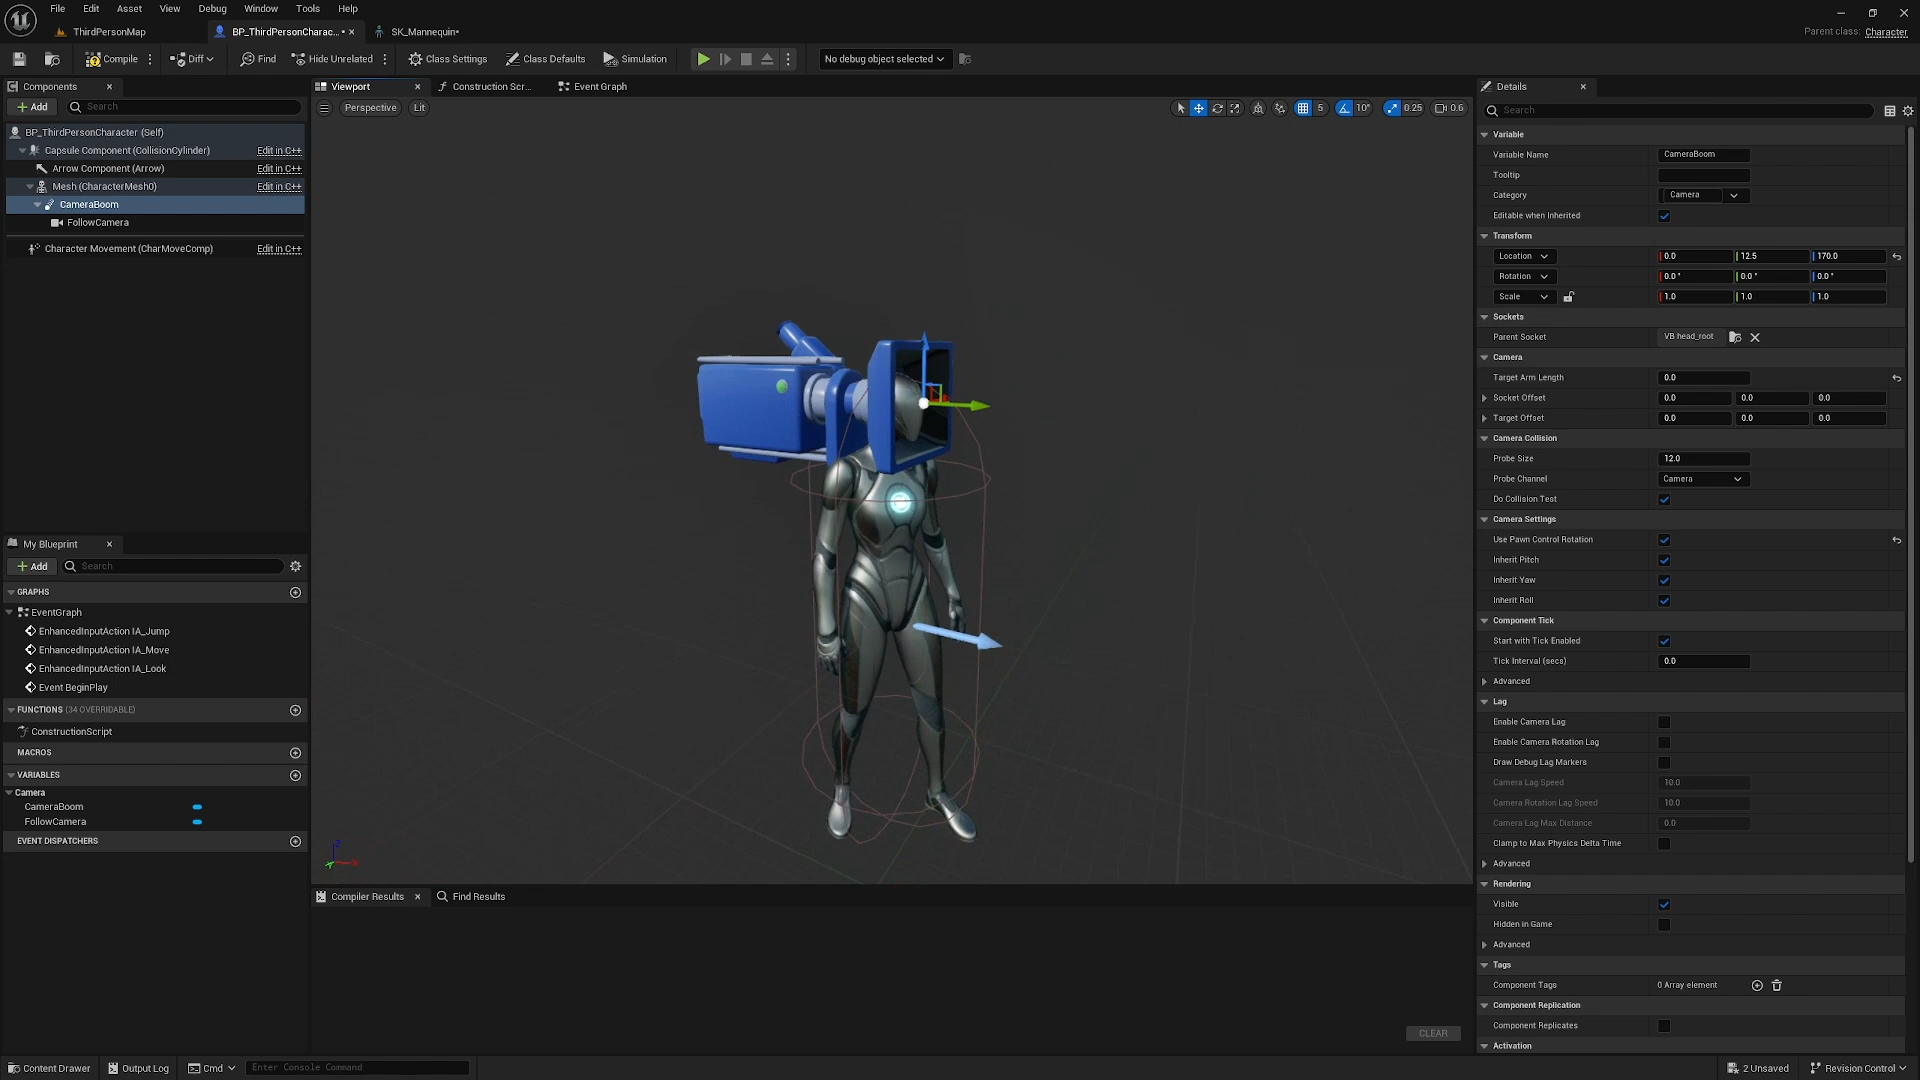 File Edit Asset View Debug Window Tools Help
ThirdPersonMap
BP_ThirdPersonCharac...•
SK_Mannequin•
Parent class: Character
Compile
Diff
Find
Hide Unrelated
Class Settings
Class Defaults
Simulation
No debug object selected
Components
Add
Search
BP_ThirdPersonCharacter (Self)
Capsule Component (CollisionCylinder) Edit in C++
Arrow Component (Arrow) Edit in C++
Mesh (CharacterMesh0) Edit in C++
CameraBoom
FollowCamera
Character Movement (CharMoveComp) Edit in C++
My Blueprint
Add
Search
GRAPHS
EventGraph
EnhancedInputAction IA_Jump
EnhancedInputAction IA_Move
EnhancedInputAction IA_Look
Event BeginPlay
FUNCTIONS (34 OVERRIDABLE)
ConstructionScript
MACROS
VARIABLES
Camera
CameraBoom
FollowCamera
EVENT DISPATCHERS
Viewport
Construction Scr...
Event Graph
Perspective
Lit
5
10°
0.25
0.6
Z
X
Compiler Results
Find Results
CLEAR
Details
Search
Variable
Variable Name CameraBoom
Tooltip
Category Camera
Editable when Inherited
Transform
Location 0.0 12.5 170.0
Rotation 0.0 ° 0.0 ° 0.0 °
Scale 1.0 1.0 1.0
Sockets
Parent Socket VB head_root
Camera
Target Arm Length 0.0
Socket Offset 0.0 0.0 0.0
Target Offset 0.0 0.0 0.0
Camera Collision
Probe Size 12.0
Probe Channel Camera
Do Collision Test
Camera Settings
Use Pawn Control Rotation
Inherit Pitch
Inherit Yaw
Inherit Roll
Component Tick
Start with Tick Enabled
Tick Interval (secs) 0.0
Advanced
Lag
Enable Camera Lag
Enable Camera Rotation Lag
Draw Debug Lag Markers
Camera Lag Speed 10.0
Camera Rotation Lag Speed 10.0
Camera Lag Max Distance 0.0
Clamp to Max Physics Delta Time
Advanced
Rendering
Visible
Hidden in Game
Advanced
Tags
Component Tags 0 Array element
Component Replication
Component Replicates
Activation
Content Drawer
Output Log
Cmd
Enter Console Command
2 Unsaved
Revision Control